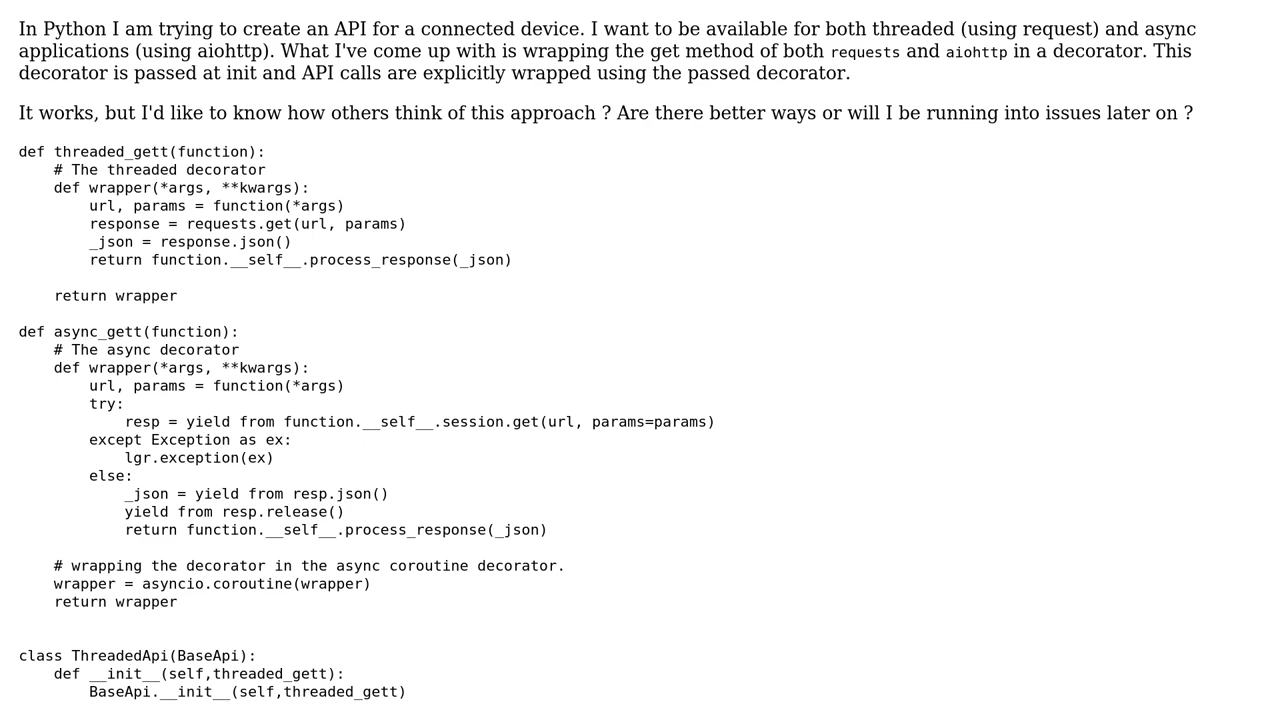 In Python I am trying to create an API for a connected device. I want to be available for both threaded (using request) and async
applications (using aiohttp). What I've come up with is wrapping the get method of both requests and aiohttp in a decorator. This
decorator is passed at init and API calls are explicitly wrapped using the passed decorator.
It works, but I'd like to know how others think of this approach ? Are there better ways or will I be running into issues later on ?
def threaded_gett(function):
    # The threaded decorator
    def wrapper(*args, **kwargs):
        url, params = function(*args)
        response = requests.get(url, params)
        _json = response.json()
        return function.__self__.process_response(_json)

    return wrapper

def async_gett(function):
    # The async decorator
    def wrapper(*args, **kwargs):
        url, params = function(*args)
        try:
            resp = yield from function.__self__.session.get(url, params=params)
        except Exception as ex:
            lgr.exception(ex)
        else:
            _json = yield from resp.json()
            yield from resp.release()
            return function.__self__.process_response(_json)

    # wrapping the decorator in the async coroutine decorator.
    wrapper = asyncio.coroutine(wrapper)
    return wrapper


class ThreadedApi(BaseApi):
    def __init__(self,threaded_gett):
        BaseApi.__init__(self,threaded_gett)